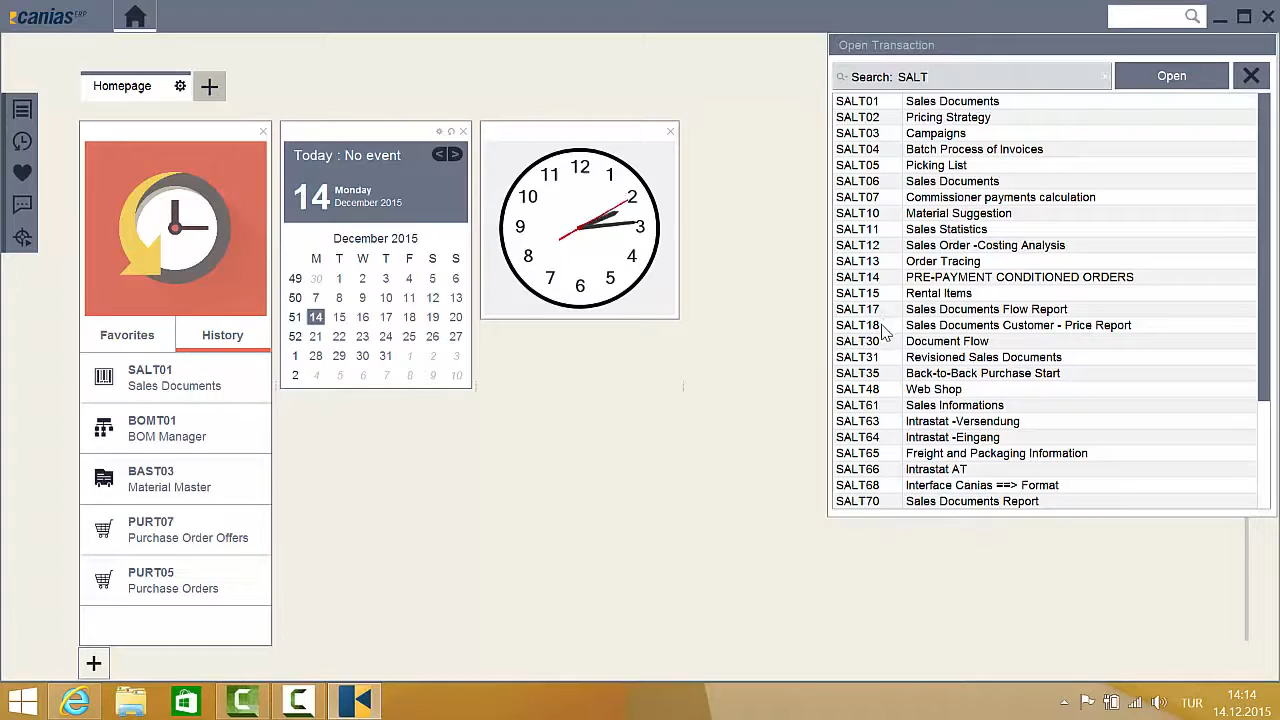 canias ERP
Homepage
Open Transaction
Search: SALT
Open
SALT01 Sales Documents
SALT02 Pricing Strategy
SALT03 Campaigns
SALT04 Batch Process of Invoices
SALT05 Picking List
SALT06 Sales Documents
SALT07 Commissioner payments calculation
SALT10 Material Suggestion
SALT11 Sales Statistics
SALT12 Sales Order -Costing Analysis
SALT13 Order Tracing
SALT14 PRE-PAYMENT CONDITIONED ORDERS
SALT15 Rental Items
SALT17 Sales Documents Flow Report
SALT18 Sales Documents Customer - Price Report
SALT30 Document Flow
SALT31 Revisioned Sales Documents
SALT35 Back-to-Back Purchase Start
SALT48 Web Shop
SALT61 Sales Informations
SALT63 Intrastat -Versendung
SALT64 Intrastat -Eingang
SALT65 Freight and Packaging Information
SALT66 Intrastat AT
SALT68 Interface Canias ==> Format
SALT70 Sales Documents Report
Favorites History
SALT01
Sales Documents
BOMT01
BOM Manager
BAST03
Material Master
PURT07
Purchase Order Offers
PURT05
Purchase Orders
Today : No event < >
14 Monday
December 2015
December 2015
M T W T F S S
49 30 1 2 3 4 5 6
50 7 8 9 10 11 12 13
51 14 15 16 17 18 19 20
52 21 22 23 24 25 26 27
1 28 29 30 31 1 2 3
2 4 5 6 7 8 9 10
12
11 1
10 2
9 3
8 4
7 5
6
TUR
14:14
14.12.2015